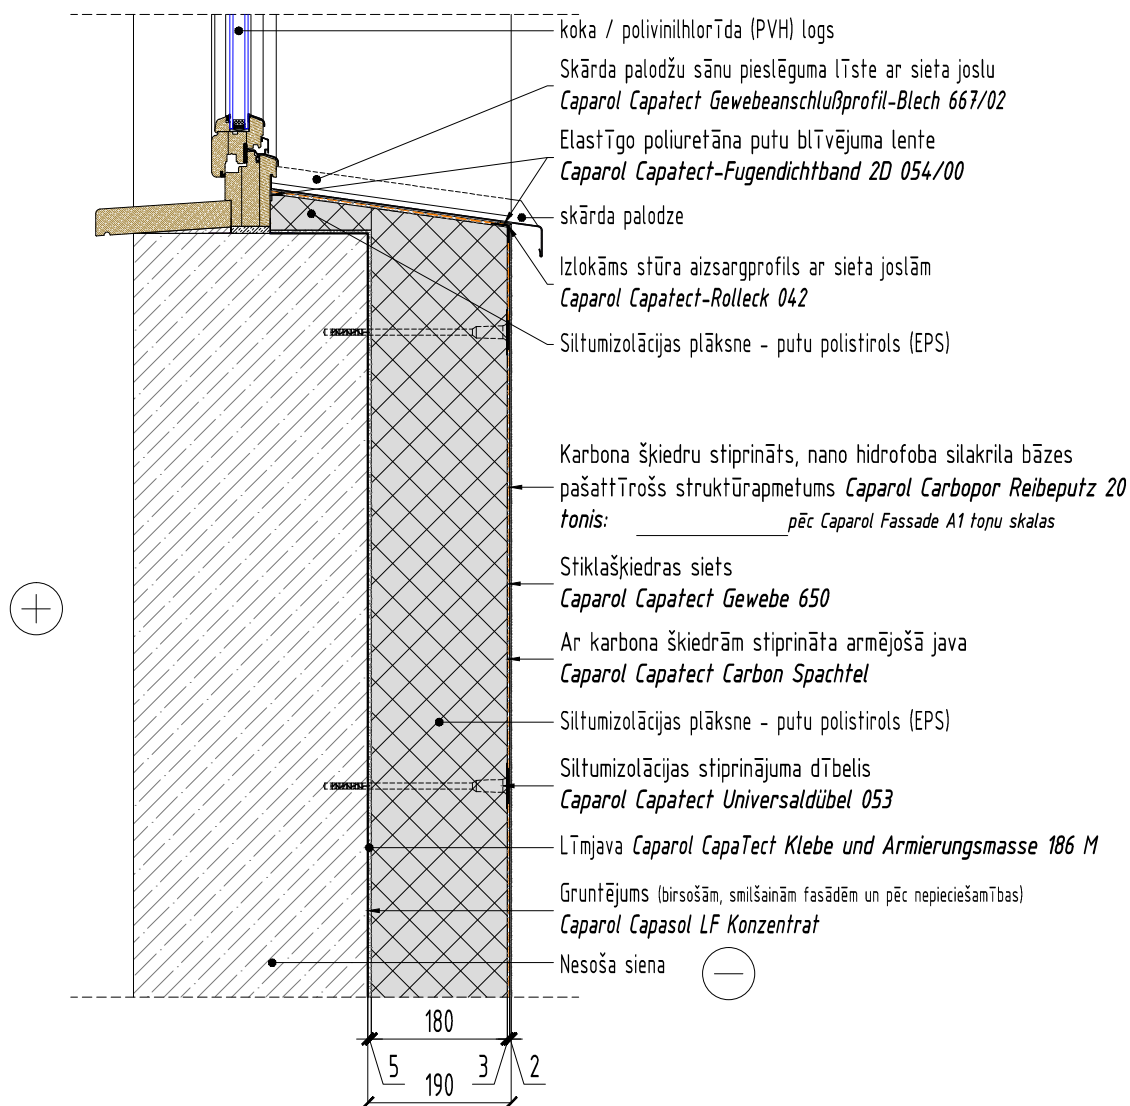 koka / polivinilhlorīda (PVH) logs
Skārda palodžu sānu pieslēguma līste ar sieta joslu
Caparol Capatect Gewebeanschlußprofil-Blech 667/02
Elastīgo poliuretāna putu blīvējuma lente
Caparol Capatect-Fugendichtband 2D 054/00
skārda palodze
Izlokāms stūra aizsargprofils ar sieta joslām
Caparol Capatect-Rolleck 042
Siltumizolācijas plāksne - putu polistirols (EPS)
Karbona šķiedru stiprināts, nano hidrofoba silakrila bāzes
pašattīrošs struktūrapmetums Caparol Carbopor Reibeputz 20
tonis: pēc Caparol Fassade A1 toņu skalas
Stiklašķiedras siets
Caparol Capatect Gewebe 650
Ar karbona šķiedrām stiprināta armējošā java
Caparol Capatect Carbon Spachtel
Siltumizolācijas plāksne - putu polistirols (EPS)
Siltumizolācijas stiprinājuma dībelis
Caparol Capatect Universaldübel 053
Līmjava Caparol CapaTect Klebe und Armierungsmasse 186 M
Gruntējums (birsošām, smilšainām fasādēm un pēc nepieciešamības)
Caparol Capasol LF Konzentrat
Nesoša siena
180
5 3 2
190